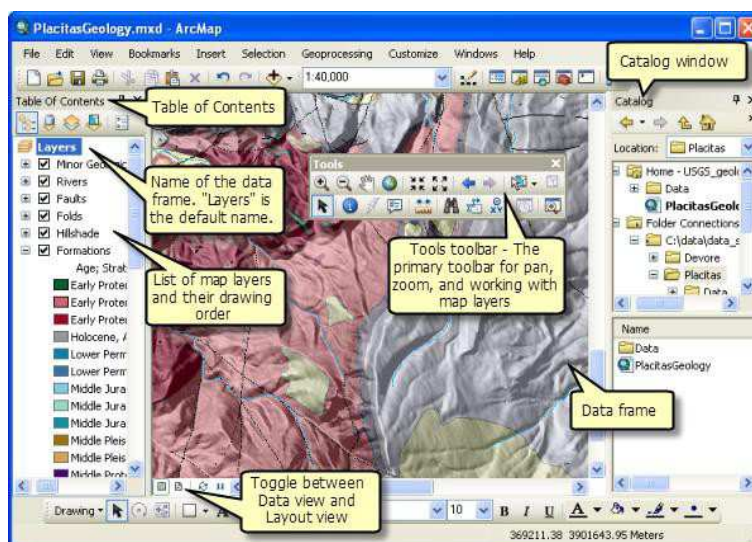 PlacitasGeology.mxd - ArcMap
File Edit View Bookmarks Insert Selection Geoprocessing Customize Windows Help
1:40,000
Catalog window
Table Of Contents
Table of Contents
Catalog
Location: Placitas
Layers
Minor Geologic
Rivers
Faults
Folds
Hillshade
Formations
Age; Strat
Early Proter
Early Proter
Early Proter
Holocene, A
Lower Perm
Lower Perm
Middle Jura
Middle Jura
Middle Jura
Middle Pleis
Middle Pleis
Middle Prot
Name of the data
frame. "Layers" is
the default name.
List of map layers
and their drawing
order
Tools
Tools toolbar - The
primary toolbar for pan,
zoom, and working with
map layers
Home - USGS_geolo
Data
PlacitasGeolo
Folder Connections
C:\data\data_s
Devore
Placitas
Data
Name
Data
PlacitasGeology
Data frame
Toggle between
Data view and
Layout view
Drawing
A
10
B I U A
369211.38 3901643.95 Meters